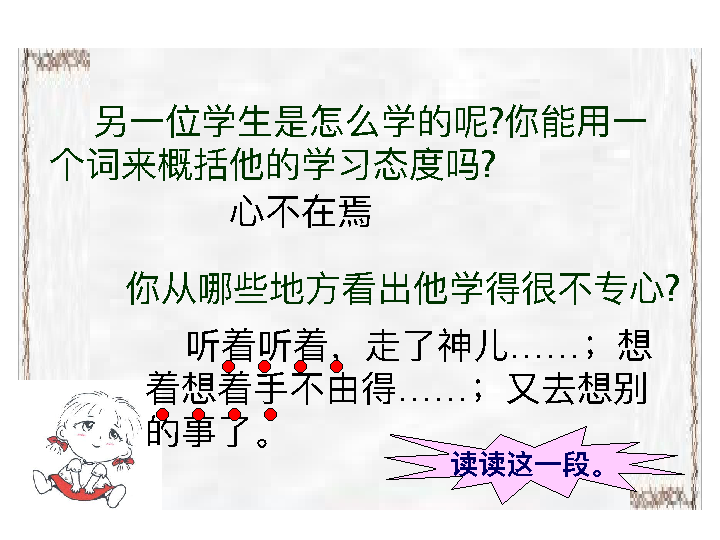 另一位学生是怎么学的呢?你能用一
个词来概括他的学习态度吗?
心不在焉
你从哪些地方看出他学得很不专心?
听着听着，走了神儿……；想
着想着手不由得……；又去想别
的事了。
读读这一段。